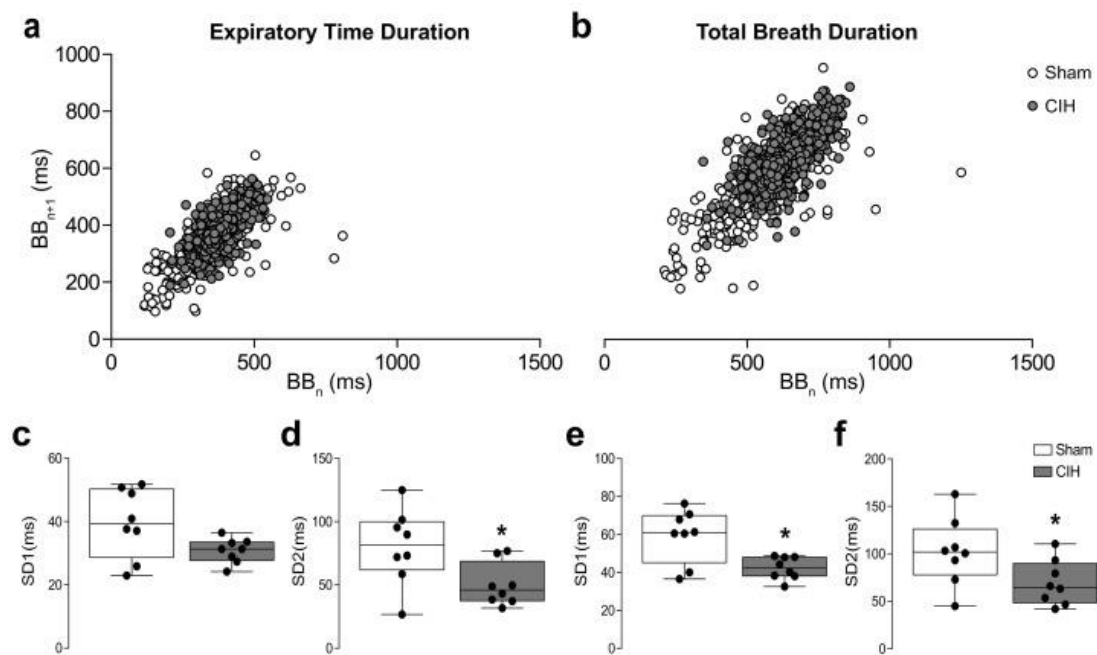 a
Expiratory Time Duration
b
Total Breath Duration
Sham
CIH
BBn+1 (ms)
1000
800
600
400
200
0
0 500 1000 1500
BBn (ms)
0 500 1000 1500
BBn (ms)
c
SD1(ms)
60
40
20
0
d
SD2(ms)
150
100
50
0
*
e
SD1(ms)
100
80
60
40
20
0
*
f
SD2(ms)
200
150
100
50
0
*
Sham
CIH